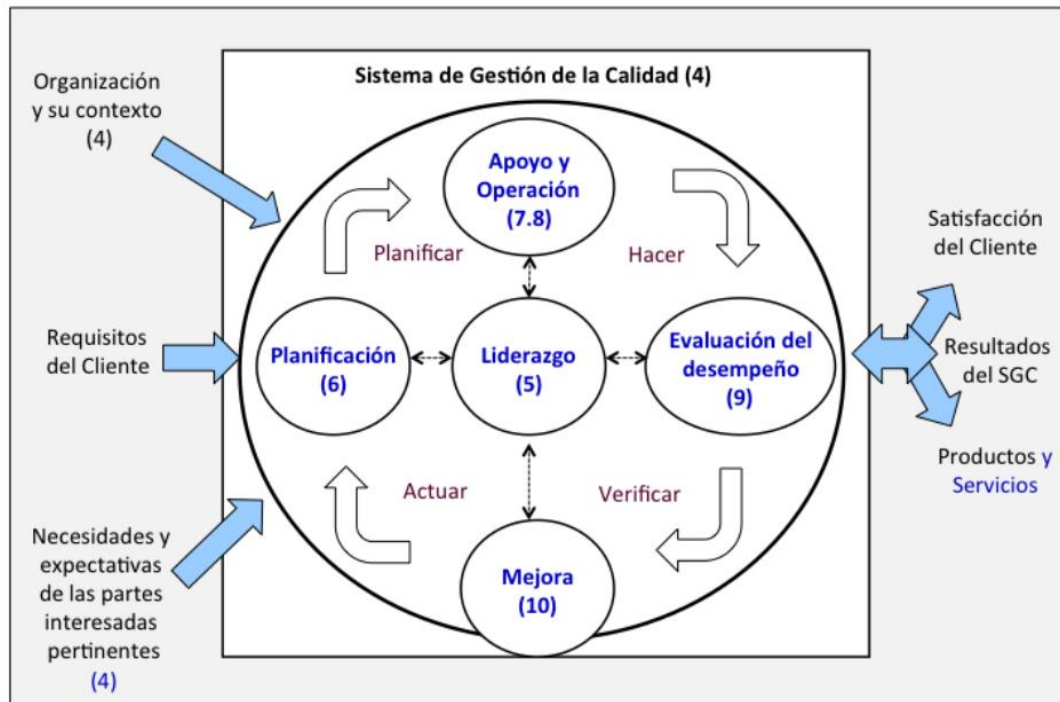 Sistema de Gestión de la Calidad (4)
Organización
y su contexto
(4)
Requisitos
del Cliente
Necesidades y
expectativas
de las partes
interesadas
pertinentes
(4)
Apoyo y
Operación
(7.8)
Planificar
Hacer
Planificación
(6)
Liderazgo
(5)
Evaluación del
desempeño
(9)
Actuar
Verificar
Mejora
(10)
Satisfacción
del Cliente
Resultados
del SGC
Productos y
Servicios